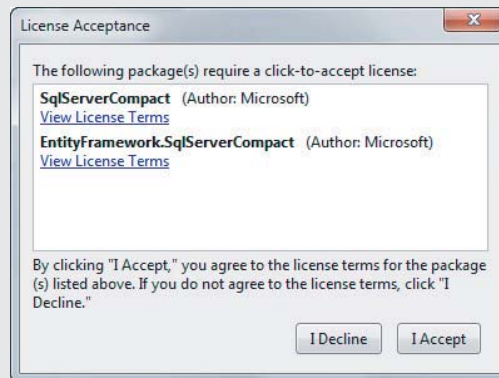 License Acceptance
The following package(s) require a click-to-accept license:
SqlServerCompact (Author: Microsoft)
View License Terms
EntityFramework.SqlServerCompact (Author: Microsoft)
View License Terms
By clicking "I Accept," you agree to the license terms for the package
(s) listed above. If you do not agree to the license terms, click "I
Decline."
I Decline I Accept